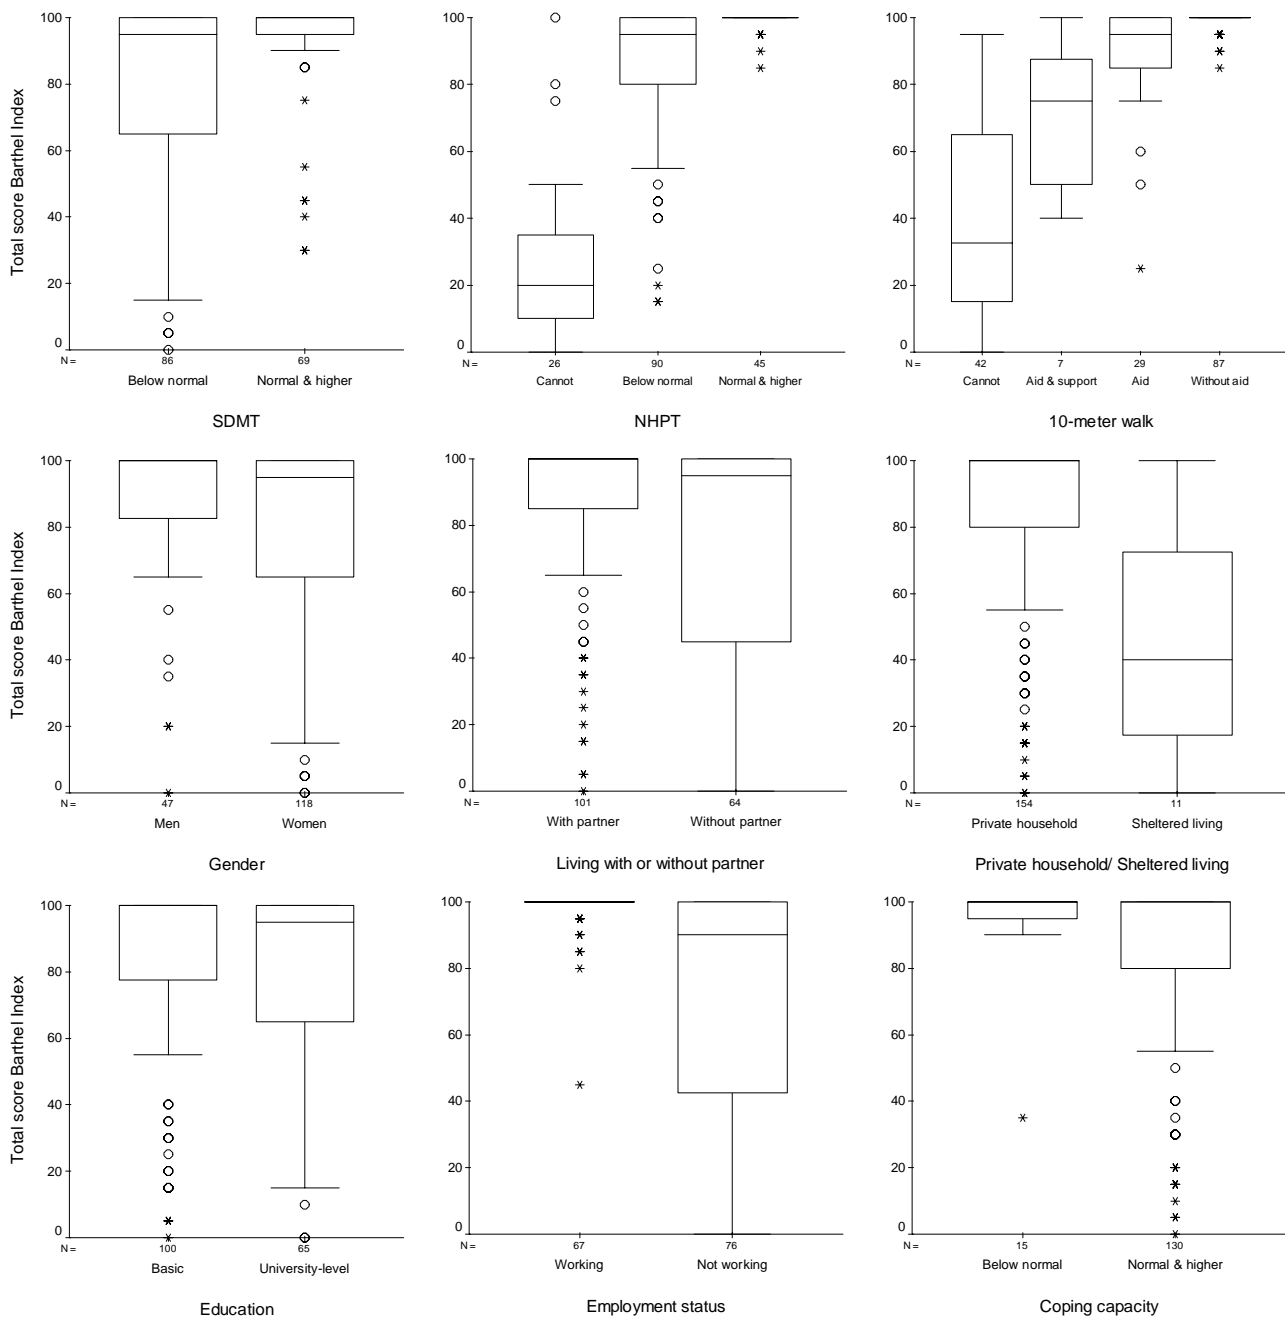 Total score Barthel Index
100
80
60
40
20
0
N =
86
69
Below normal
Normal & higher
SDMT
100
80
60
40
20
0
N =
26
90
45
Cannot
Below normal
Normal & higher
NHPT
100
80
60
40
20
0
N =
42
7
29
87
Cannot
Aid & support
Aid
Without aid
10-meter walk
Total score Barthel Index
100
80
60
40
20
0
N =
47
118
Men
Women
Gender
100
80
60
40
20
0
N =
101
64
With partner
Without partner
Living with or without partner
100
80
60
40
20
0
N =
154
11
Private household
Sheltered living
Private household/ Sheltered living
Total score Barthel Index
100
80
60
40
20
0
N =
100
65
Basic
University-level
Education
100
80
60
40
20
0
N =
67
76
Working
Not working
Employment status
100
80
60
40
20
0
N =
15
130
Below normal
Normal & higher
Coping capacity